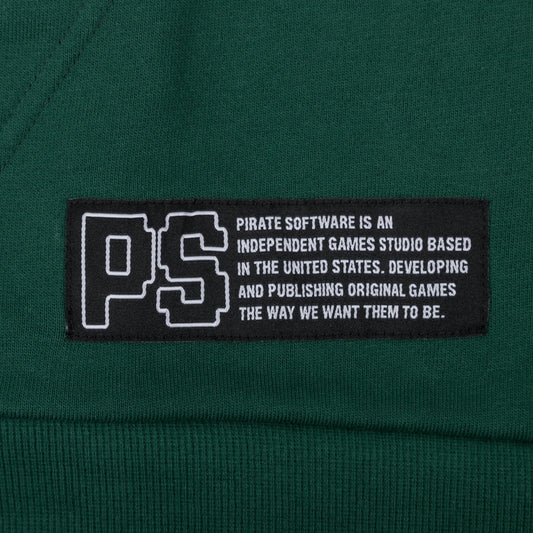 PS
PIRATE SOFTWARE IS AN
INDEPENDENT GAMES STUDIO BASED
IN THE UNITED STATES. DEVELOPING
AND PUBLISHING ORIGINAL GAMES
THE WAY WE WANT THEM TO BE.